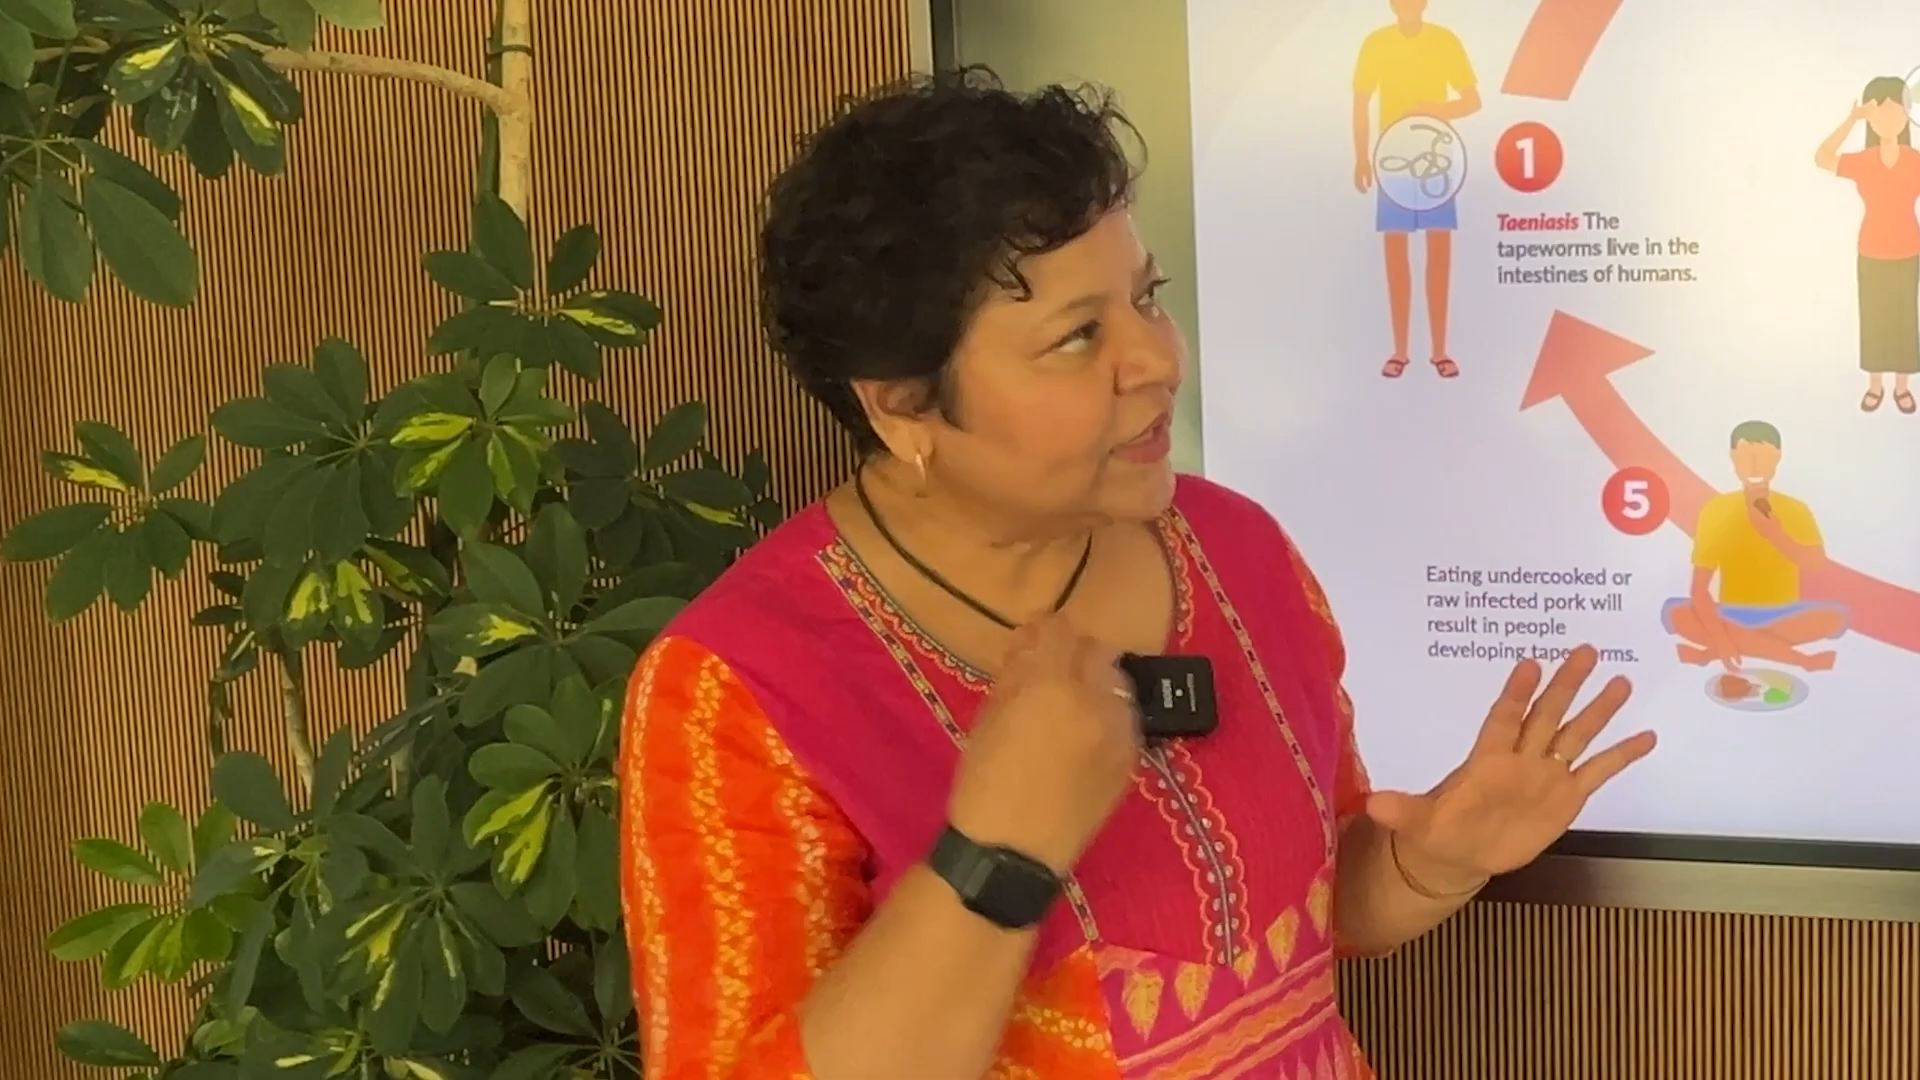 1
Taeniasis The
tapeworms live in the
intestines of humans.
5
Eating undercooked or
raw infected pork will
result in people
developing
RODE